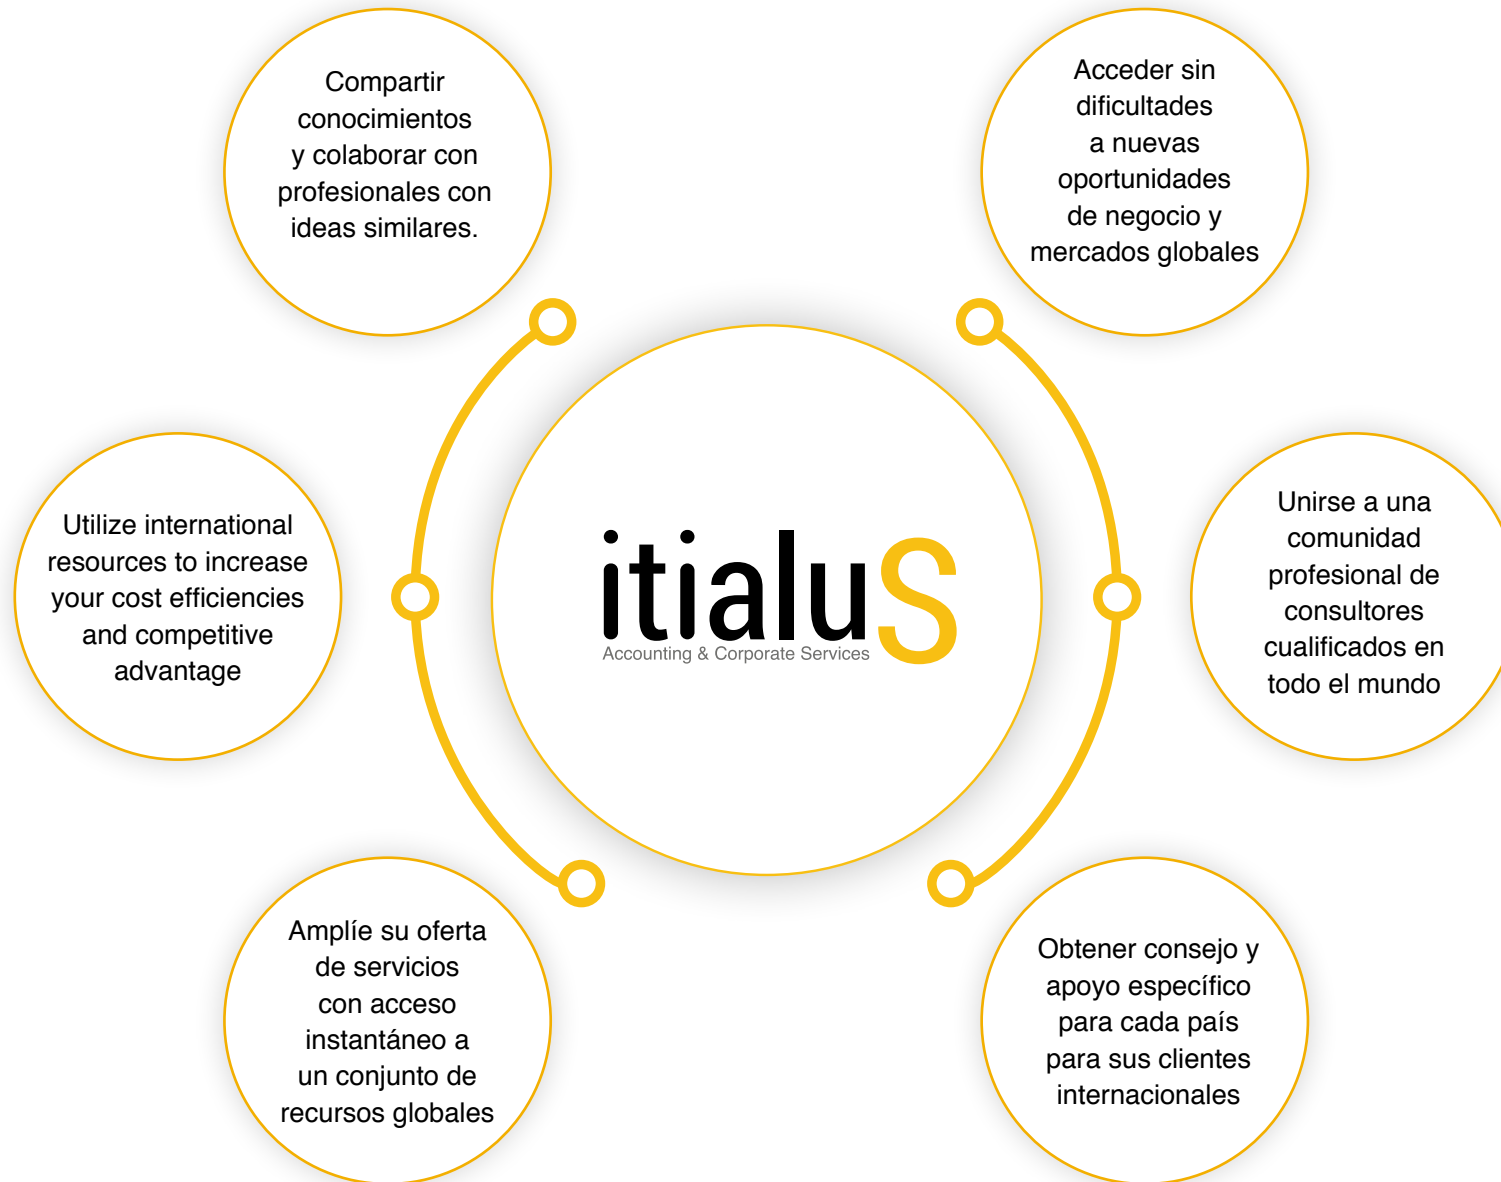 Compartir
conocimientos
y colaborar con
profesionales con
ideas similares.
Acceder sin
dificultades
a nuevas
oportunidades
de negocio y
mercados globales
Utilize international
resources to increase
your cost efficiencies
and competitive
advantage
itialuS
Accounting & Corporate Services
Unirse a una
comunidad
profesional de
consultores
cualificados en
todo el mundo
Amplíe su oferta
de servicios
con acceso
instantáneo a
un conjunto de
recursos globales
Obtener consejo y
apoyo específico
para cada país
para sus clientes
internacionales